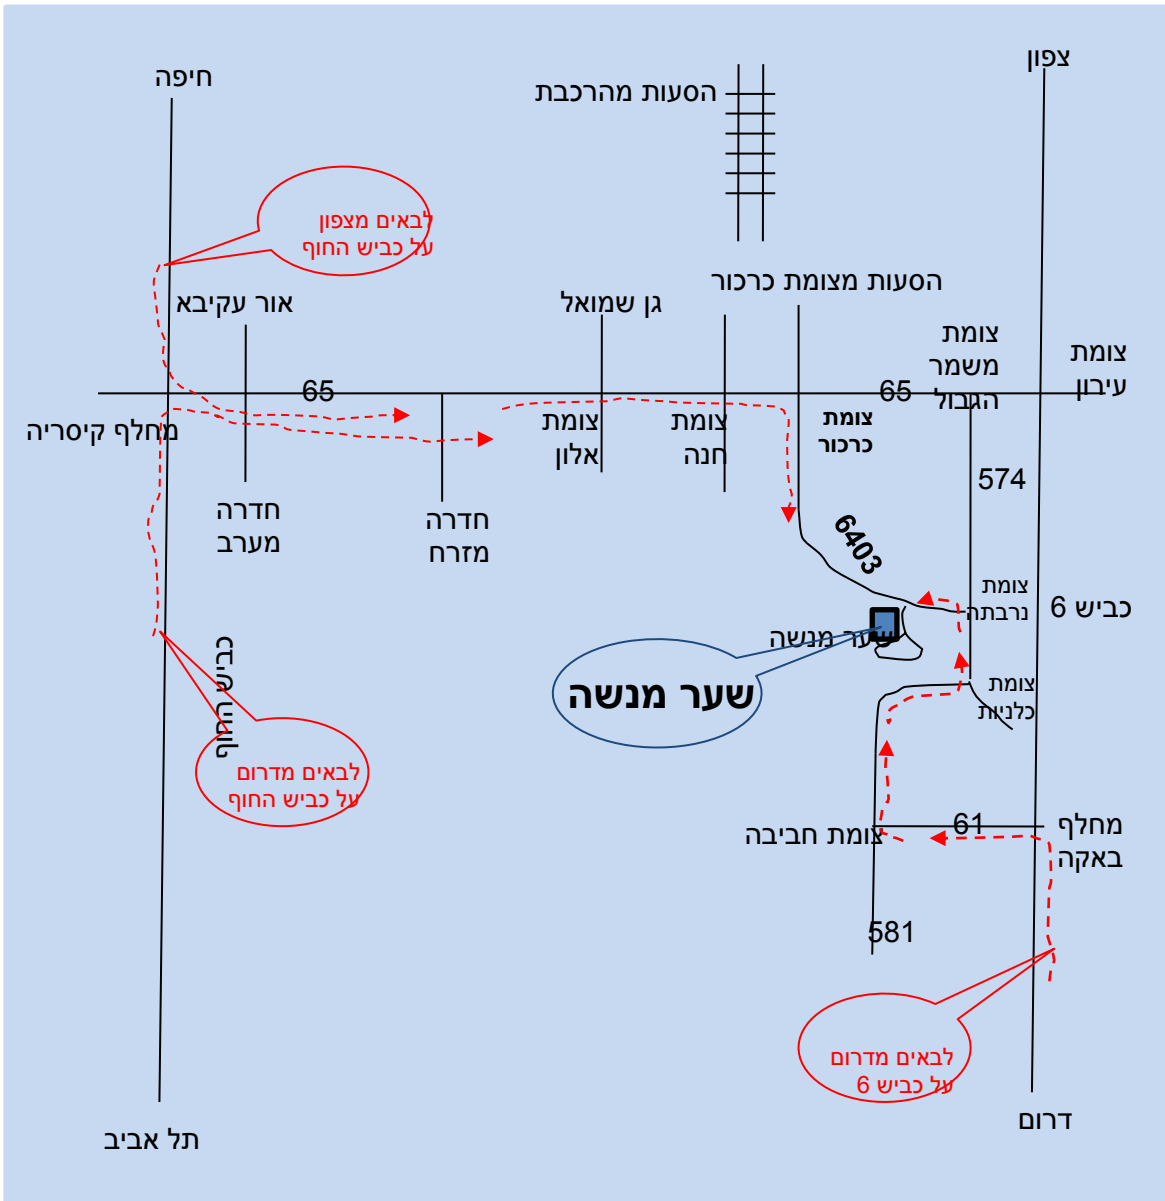 צפון
חיפה
הסעות מהרכבת
לבאים מצפון
על כביש החוף
הסעות מצומת כרכור
אור עקיבא
גן שמואל
צומת
משמר
הגבול
צומת
עירון
65
65
מחלף קיסריה
צומת
אלון
צומת
חנה
צומת
כרכור
574
חדרה
מערב
חדרה
מזרח
6403
צומת
נרבתה
כביש 6
שער מנשה
שער מנשה
כביש החוף
צומת
כלניות
לבאים מדרום
על כביש החוף
61
מחלף
באקה
צומת חביבה
581
לבאים מדרום
על כביש 6
דרום
תל אביב